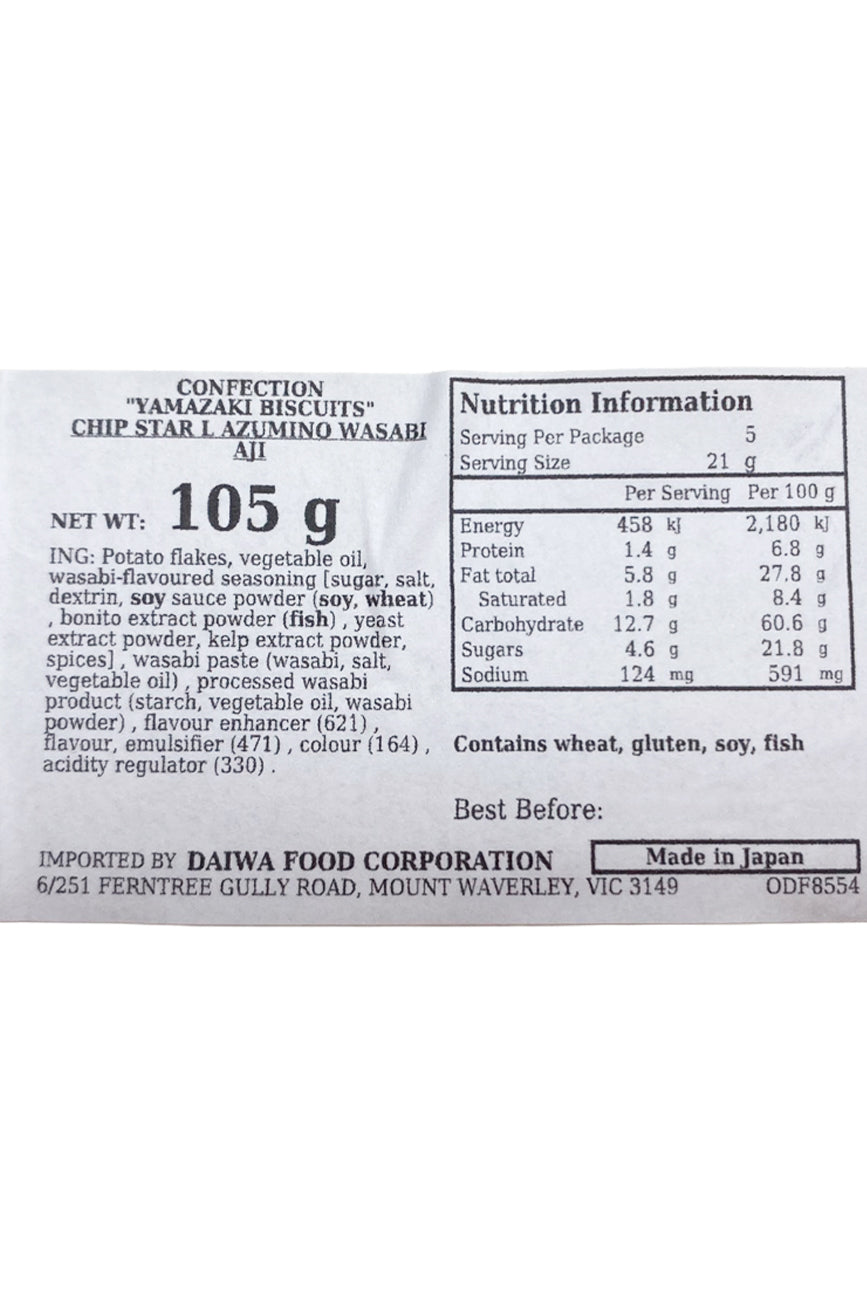 CONFECTION
"YAMAZAKI BISCUITS"
CHIP STAR L AZUMINO WASABI
AJI
NET WT: 105 g
ING: Potato flakes, vegetable oil,
wasabi-flavoured seasoning [sugar, salt,
dextrin, soy sauce powder (soy, wheat)
, bonito extract powder (fish) , yeast
extract powder, kelp extract powder,
spices] , wasabi paste (wasabi, salt,
vegetable oil) , processed wasabi
product (starch, vegetable oil, wasabi
powder) , flavour enhancer (621) ,
flavour, emulsifier (471) , colour (164) ,
acidity regulator (330) .
Nutrition Information
Serving Per Package 5
Serving Size 21 g
Per Serving Per 100 g
Energy 458 kJ 2,180 kJ
Protein 1.4 g 6.8 g
Fat total 5.8 g 27.8 g
Saturated 1.8 g 8.4 g
Carbohydrate 12.7 g 60.6 g
Sugars 4.6 g 21.8 g
Sodium 124 mg 591 mg
Contains wheat, gluten, soy, fish
Best Before:
IMPORTED BY DAIWA FOOD CORPORATION Made in Japan
6/251 FERNTREE GULLY ROAD, MOUNT WAVERLEY, VIC 3149 ODF8554